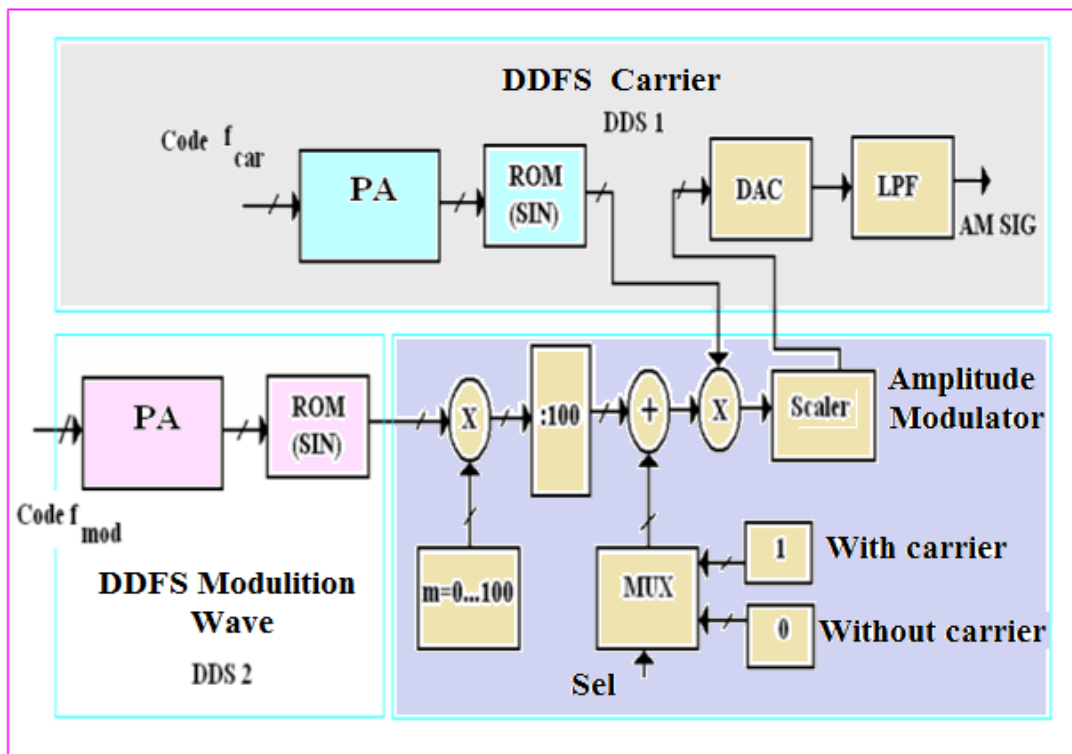 DDFS Carrier
DDS 1
Code f
car
PA
ROM
(SIN)
DAC
LPF
AM SIG
PA
ROM
(SIN)
Code f
mod
DDFS Modulition
Wave
DDS 2
X
:100
+
X
Scaler
Amplitude
Modulator
m=0...100
MUX
1
With carrier
0
Without carrier
Sel